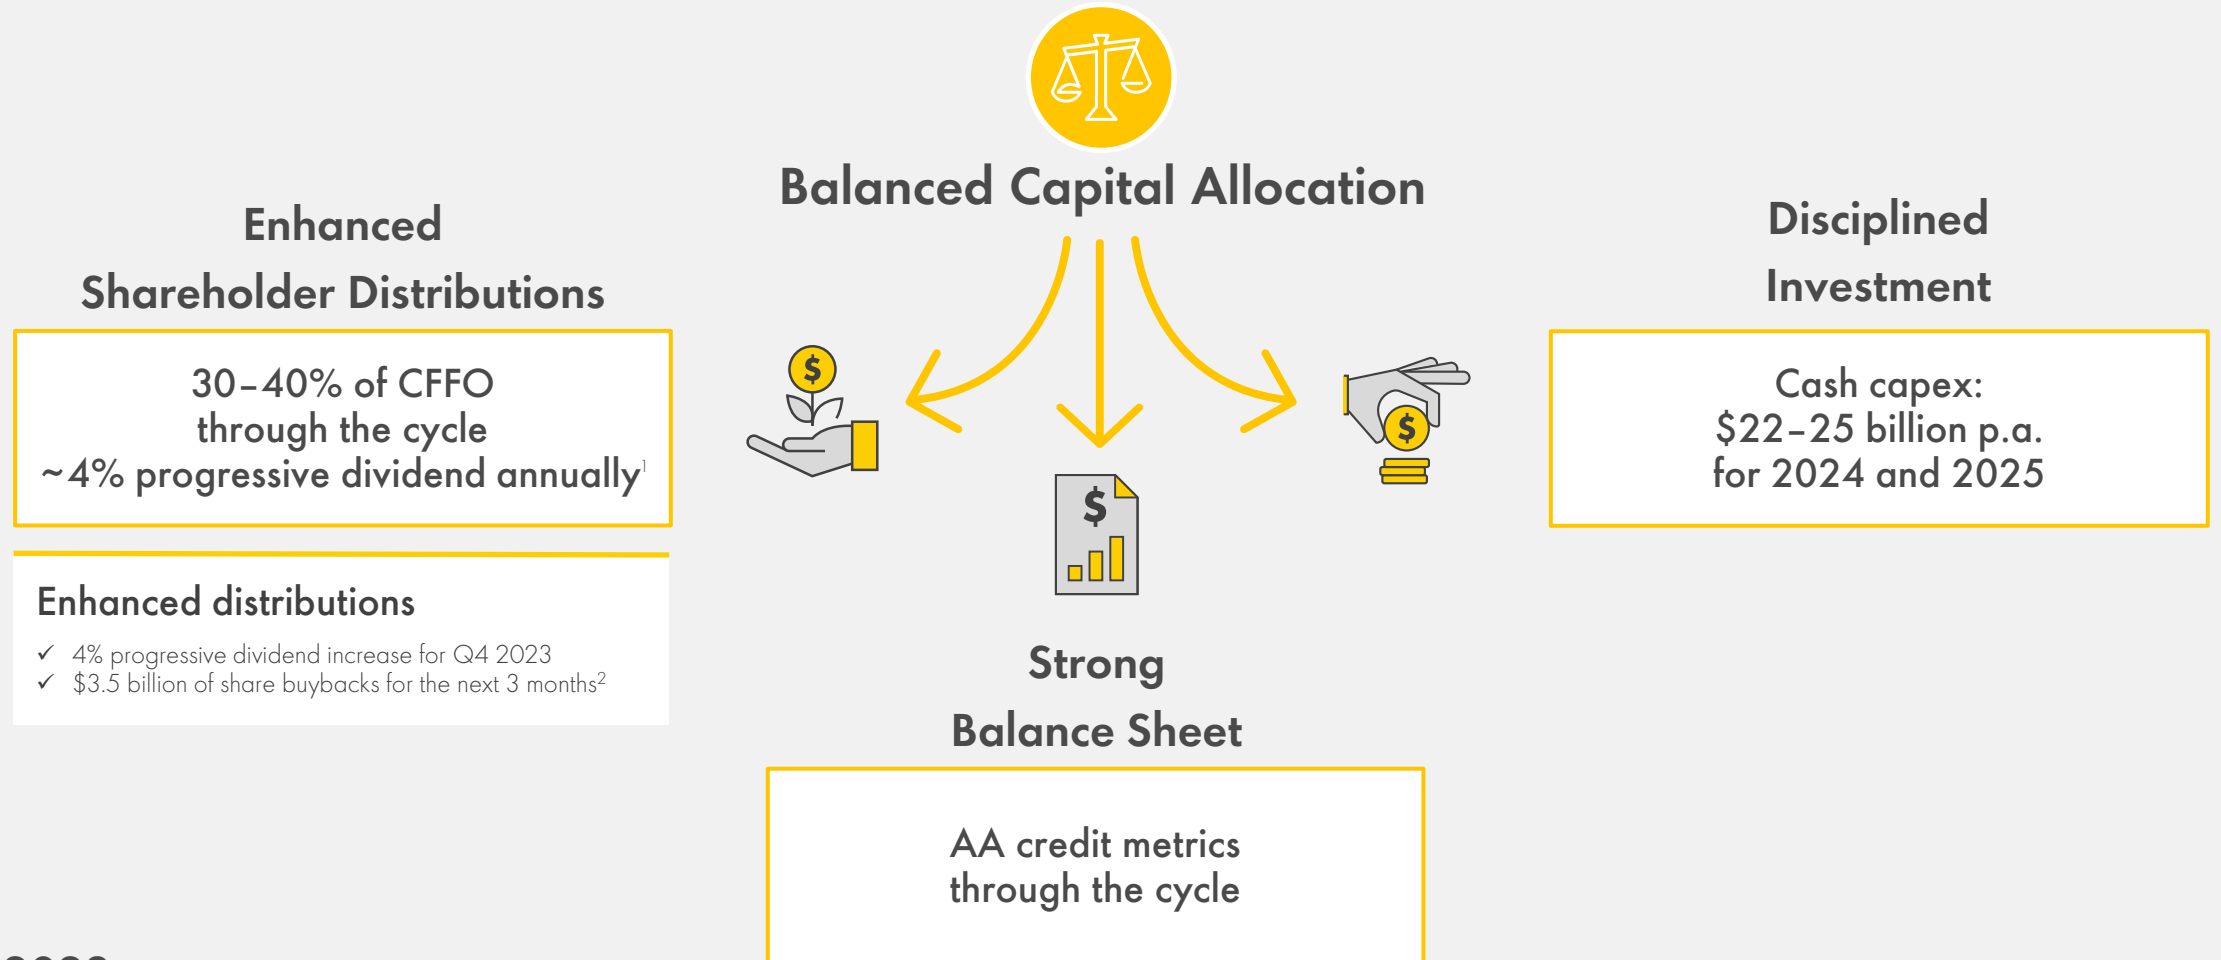 Balanced Capital Allocation
Enhanced
Shareholder Distributions
30–40% of CFFO
through the cycle
~4% progressive dividend annually¹
Enhanced distributions
✓ 4% progressive dividend increase for Q4 2023
✓ $3.5 billion of share buybacks for the next 3 months²
$
$
$
Strong
Balance Sheet
AA credit metrics
through the cycle
Disciplined
Investment
Cash capex:
$22–25 billion p.a.
for 2024 and 2025